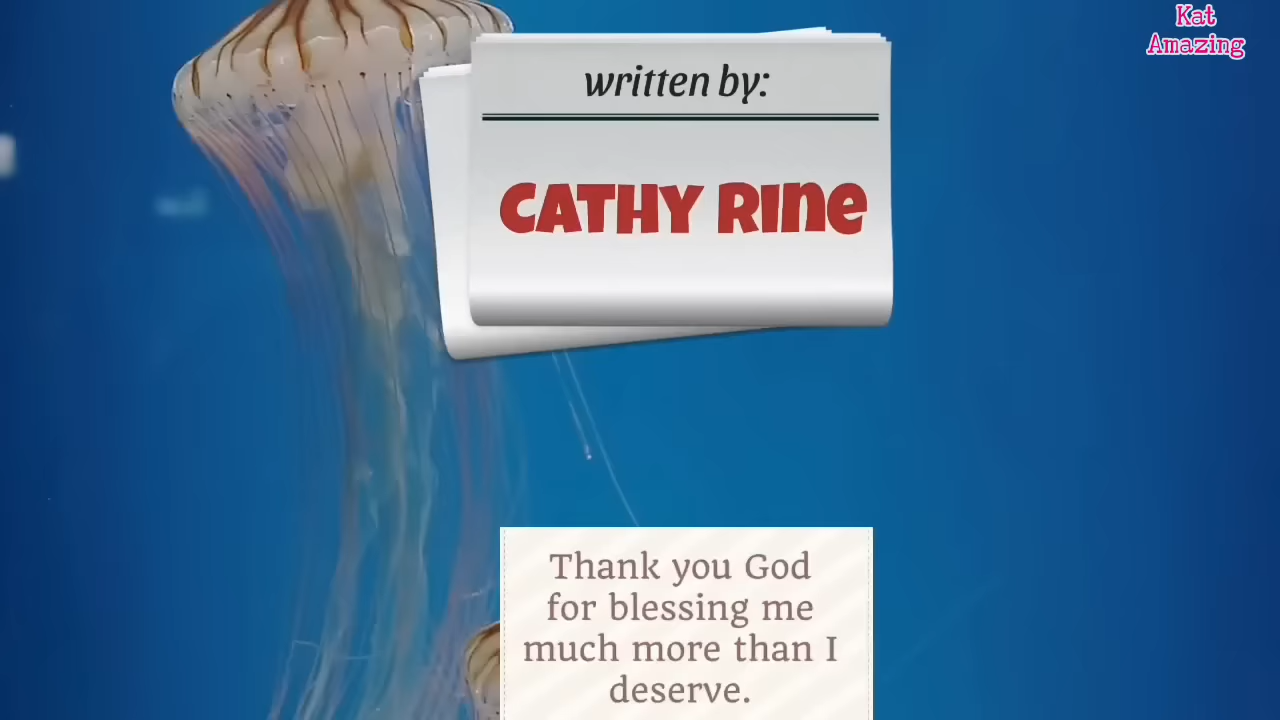 Kat
Amazing
written by:
CATHY RINE
Thank you God
for blessing me
much more than I
deserve.